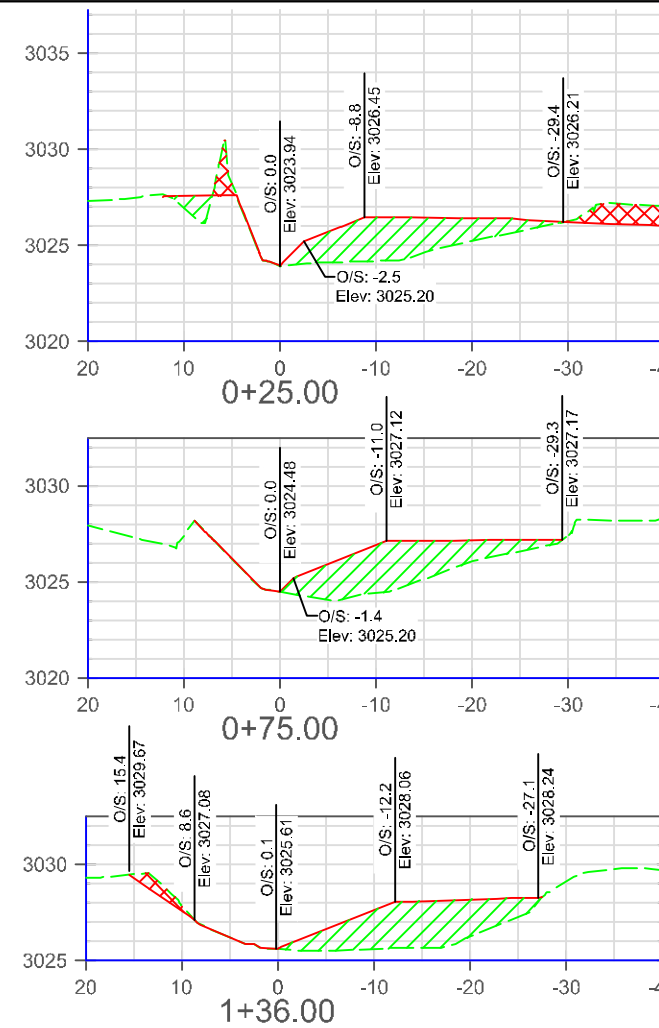 3035
3030
3025
3020
O/S: 0.0
Elev: 3023.94
O/S: -8.8
Elev: 3026.45
O/S: -29.4
Elev: 3026.21
O/S: -2.5
Elev: 3025.20
20 10 0 -10 -20 -30
0+25.00
3030
3025
3020
O/S: 0.0
Elev: 3024.48
O/S: -11.0
Elev: 3027.12
O/S: -29.3
Elev: 3027.17
O/S: -1.4
Elev: 3025.20
20 10 0 -10 -20 -30
0+75.00
3030
3025
O/S: 15.4
Elev: 3029.67
O/S: 8.6
Elev: 3027.08
O/S: 0.1
Elev: 3025.61
O/S: -12.2
Elev: 3028.06
O/S: -27.1
Elev: 3028.24
20 10 0 -10 -20 -30
1+36.00